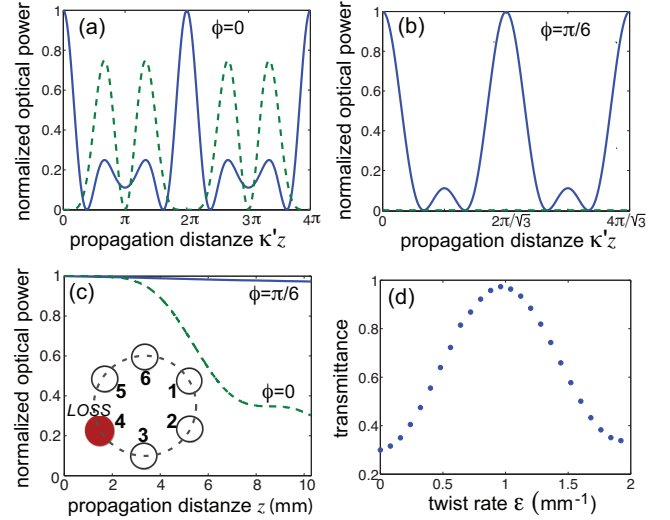 (a)
ϕ=0
normalized optical power
1
0.8
0.6
0.4
0.2
0
0 π 2π 3π 4π
propagation distanze κ'z
(b)
ϕ=π/6
normalized optical power
1
0.8
0.6
0.4
0.2
0
0 2π/√3 4π/√3
propagation distanze κ'z
(c)
ϕ=π/6
ϕ=0
normalized optical power
1
0.8
0.6
0.4
0.2
0
0 2 4 6 8 10
propagation distanze z (mm)
6
5 1
LOSS
4 2
3
(d)
transmittance
1
0.8
0.6
0.4
0.2
0
0 0.5 1 1.5 2
twist rate ε (mm⁻¹)